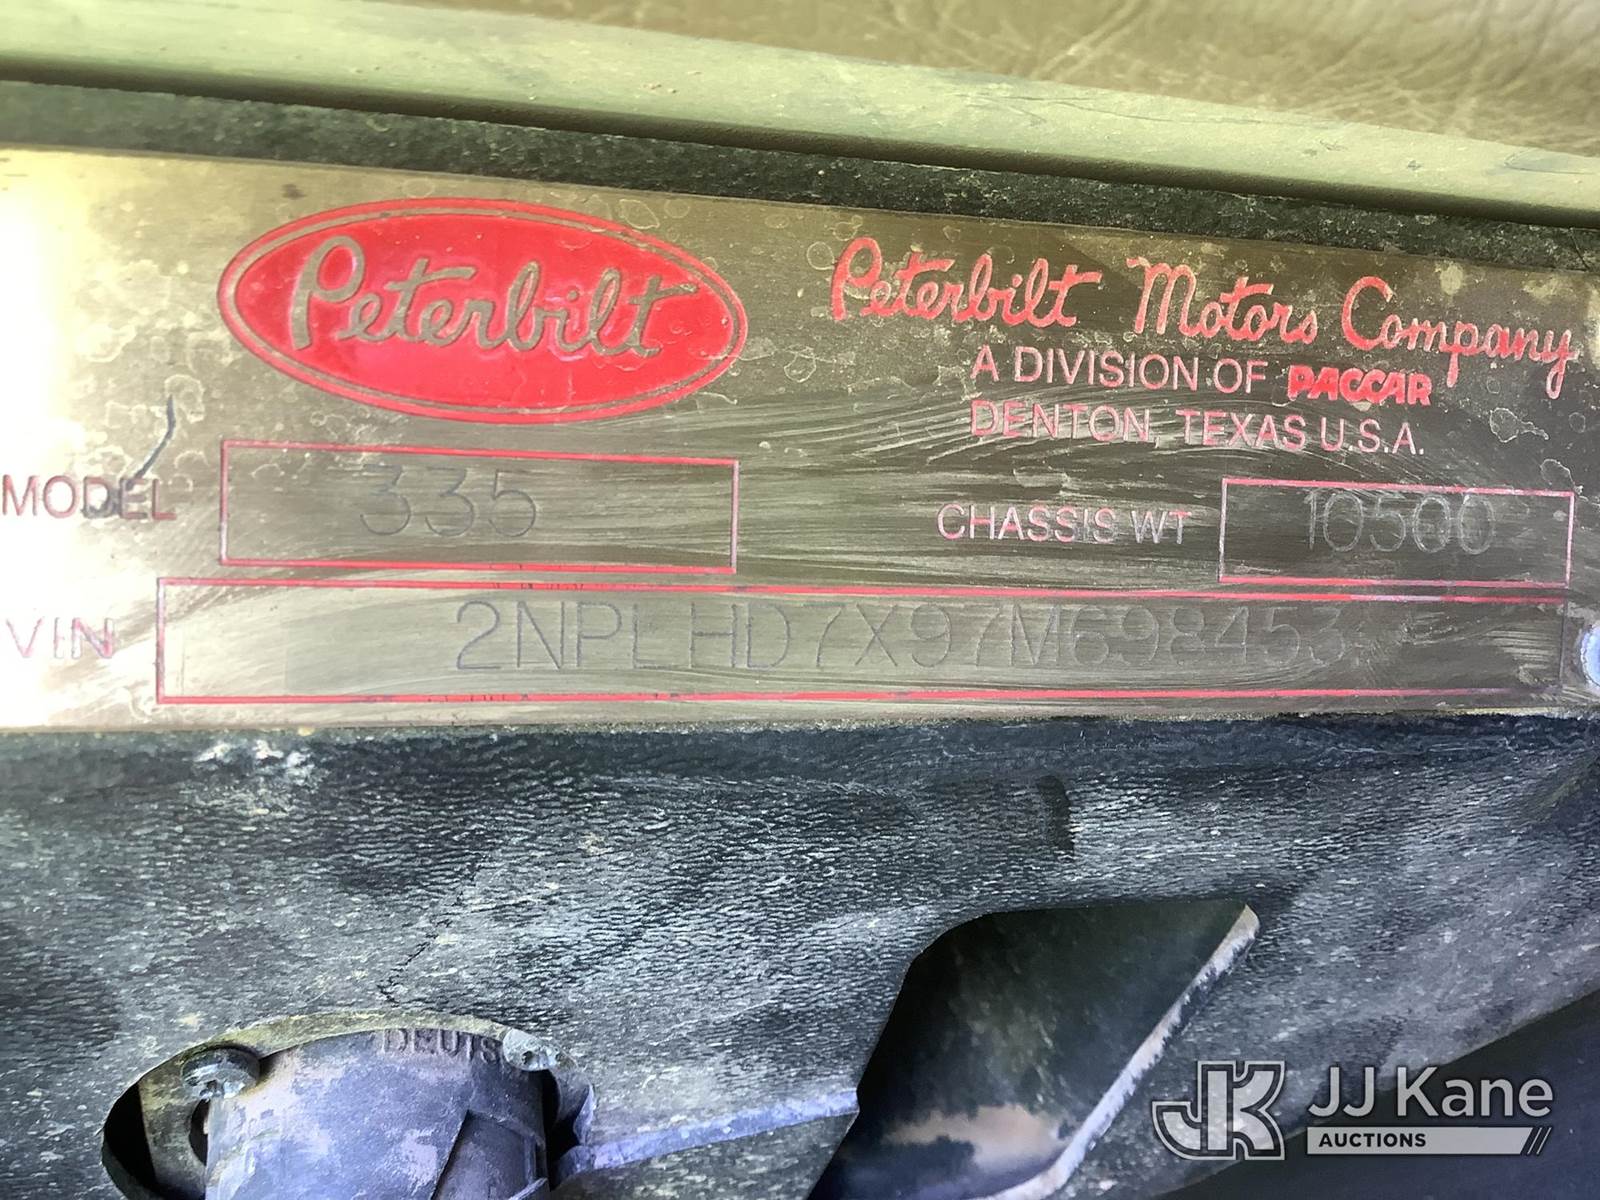 Peterbilt
Peterbilt Motors Company
A DIVISION OF PACCAR
DENTON, TEXAS U.S.A.
MODEL 335
CHASSIS WT 10500
VIN 2NPLHD7X97M698453
JK JJ Kane
AUCTIONS